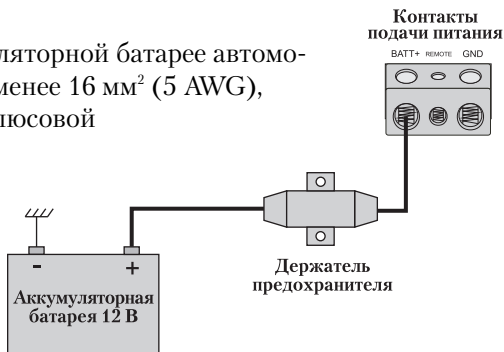 Контакты
подачи питания
BATT+ REMOTE GND
ляторной батарее автомо-
менее 16 мм² (5 AWG),
люсовой
Держатель
предохранителя
- +
Аккумуляторная
батарея 12 В